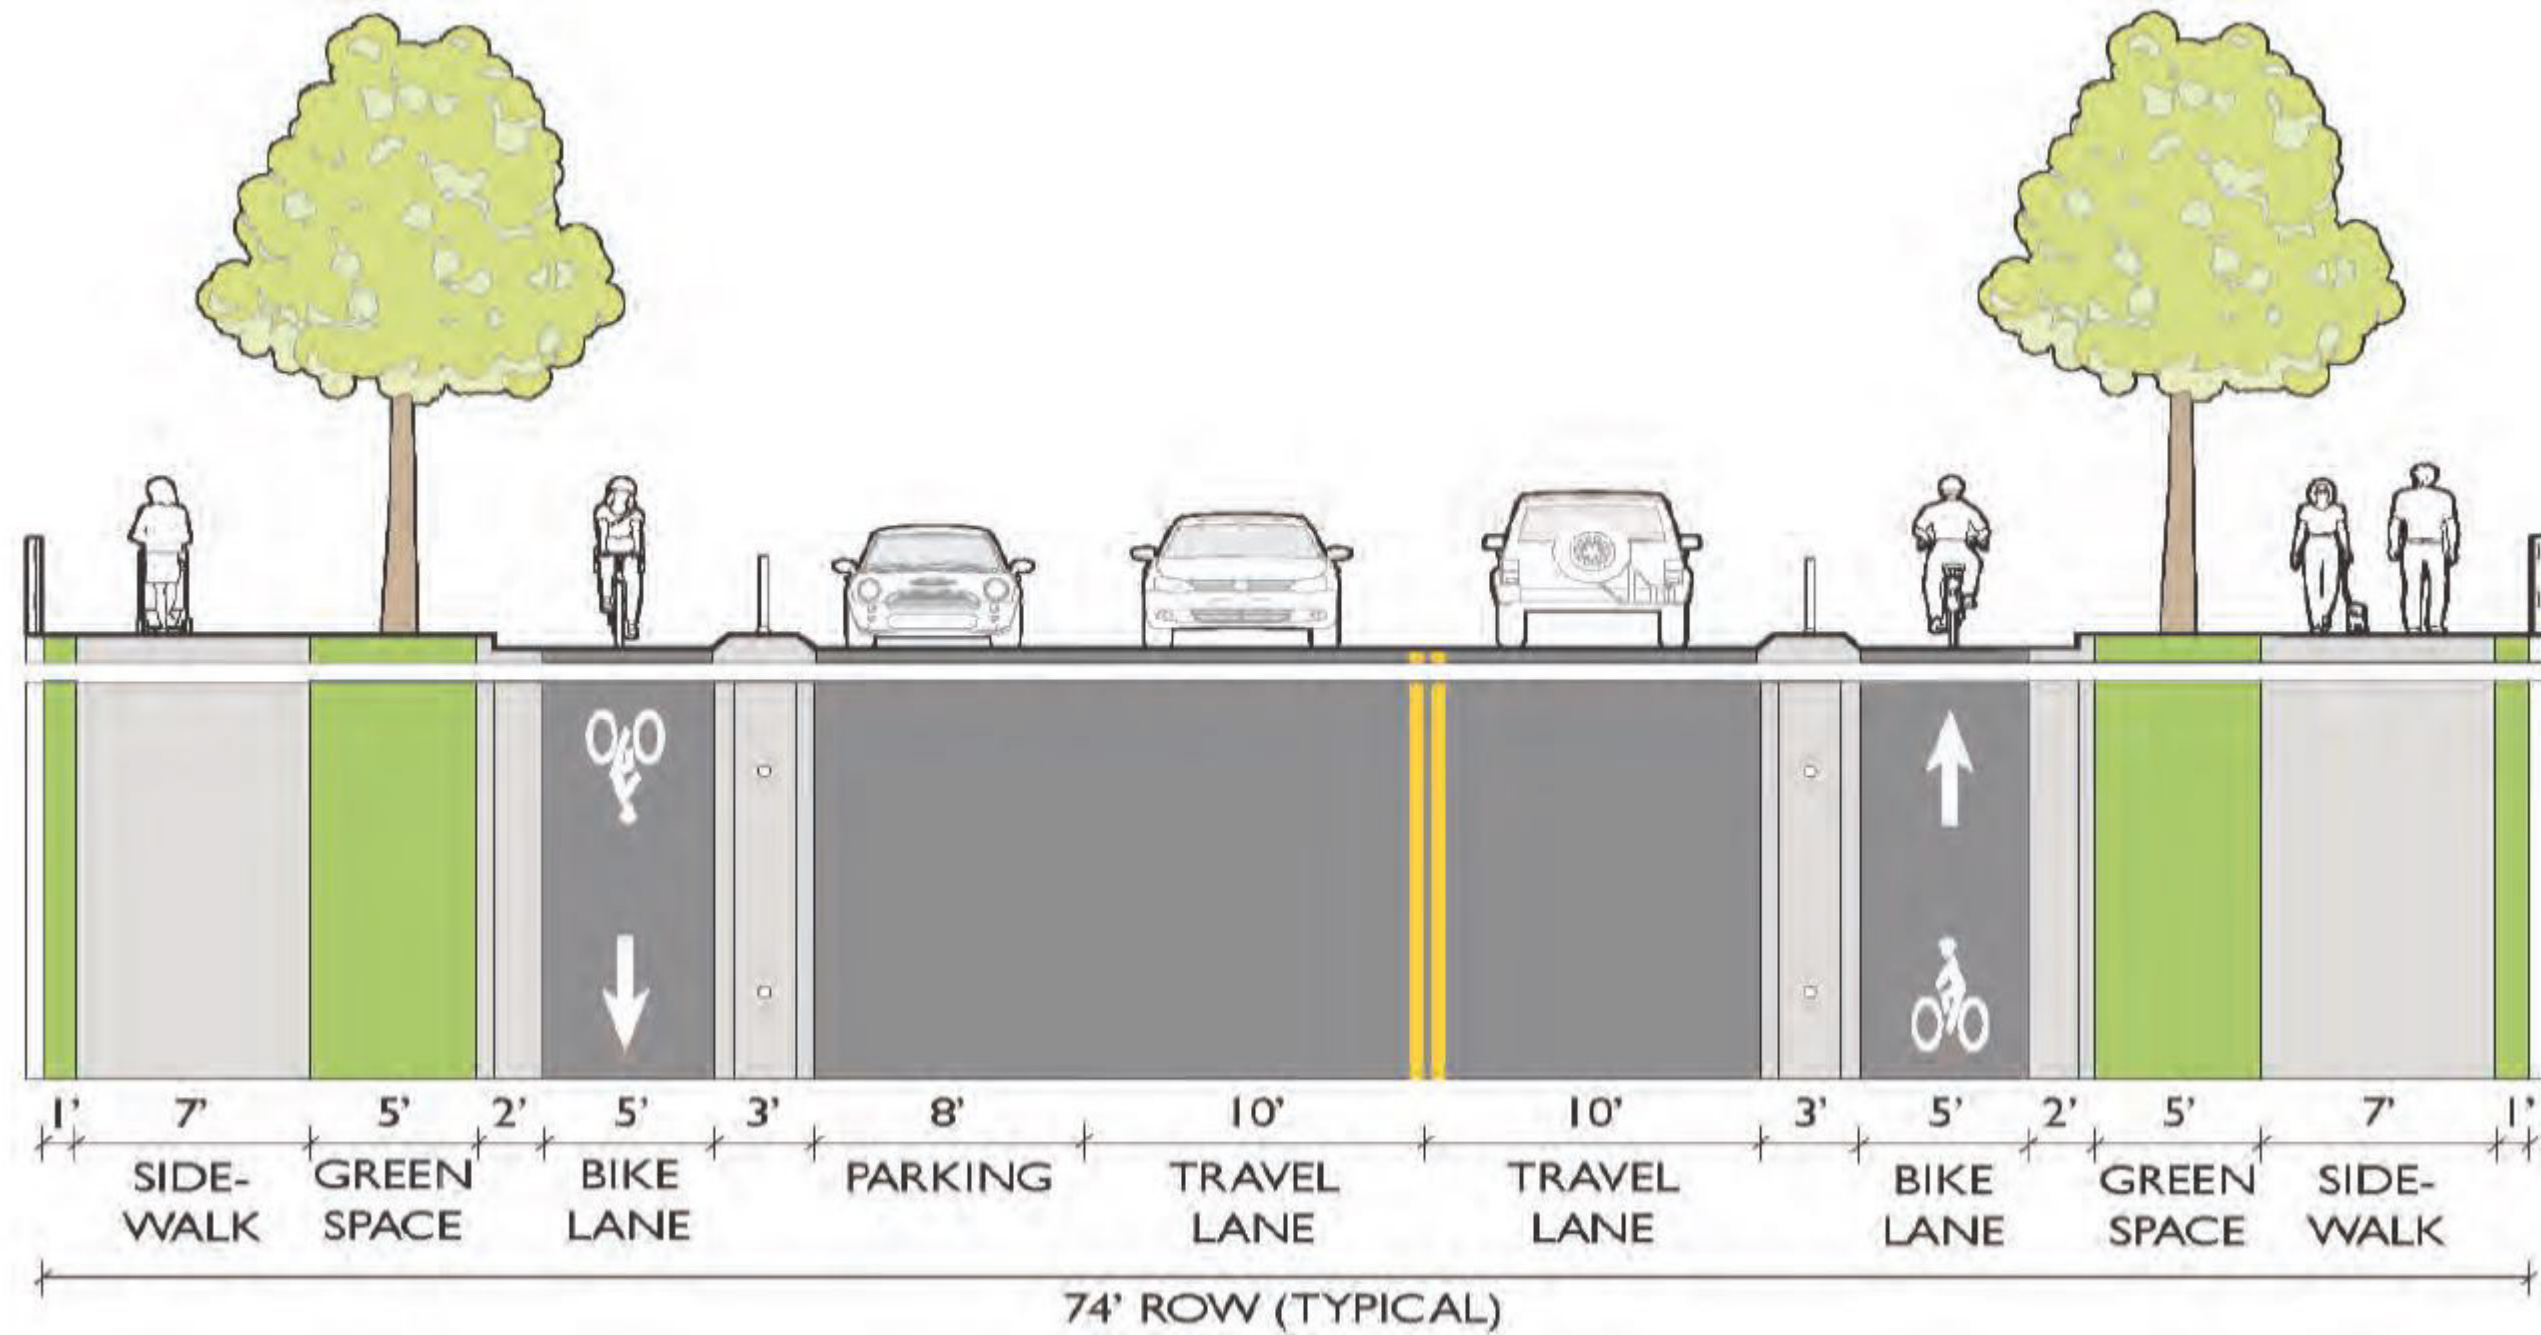 1' 7' 5' 2' 5' 3' 8' 10' 10' 3' 5' 2' 5' 7' 1'
SIDE- GREEN BIKE PARKING TRAVEL TRAVEL BIKE GREEN SIDE-
WALK SPACE LANE LANE LANE LANE SPACE WALK
74' ROW (TYPICAL)